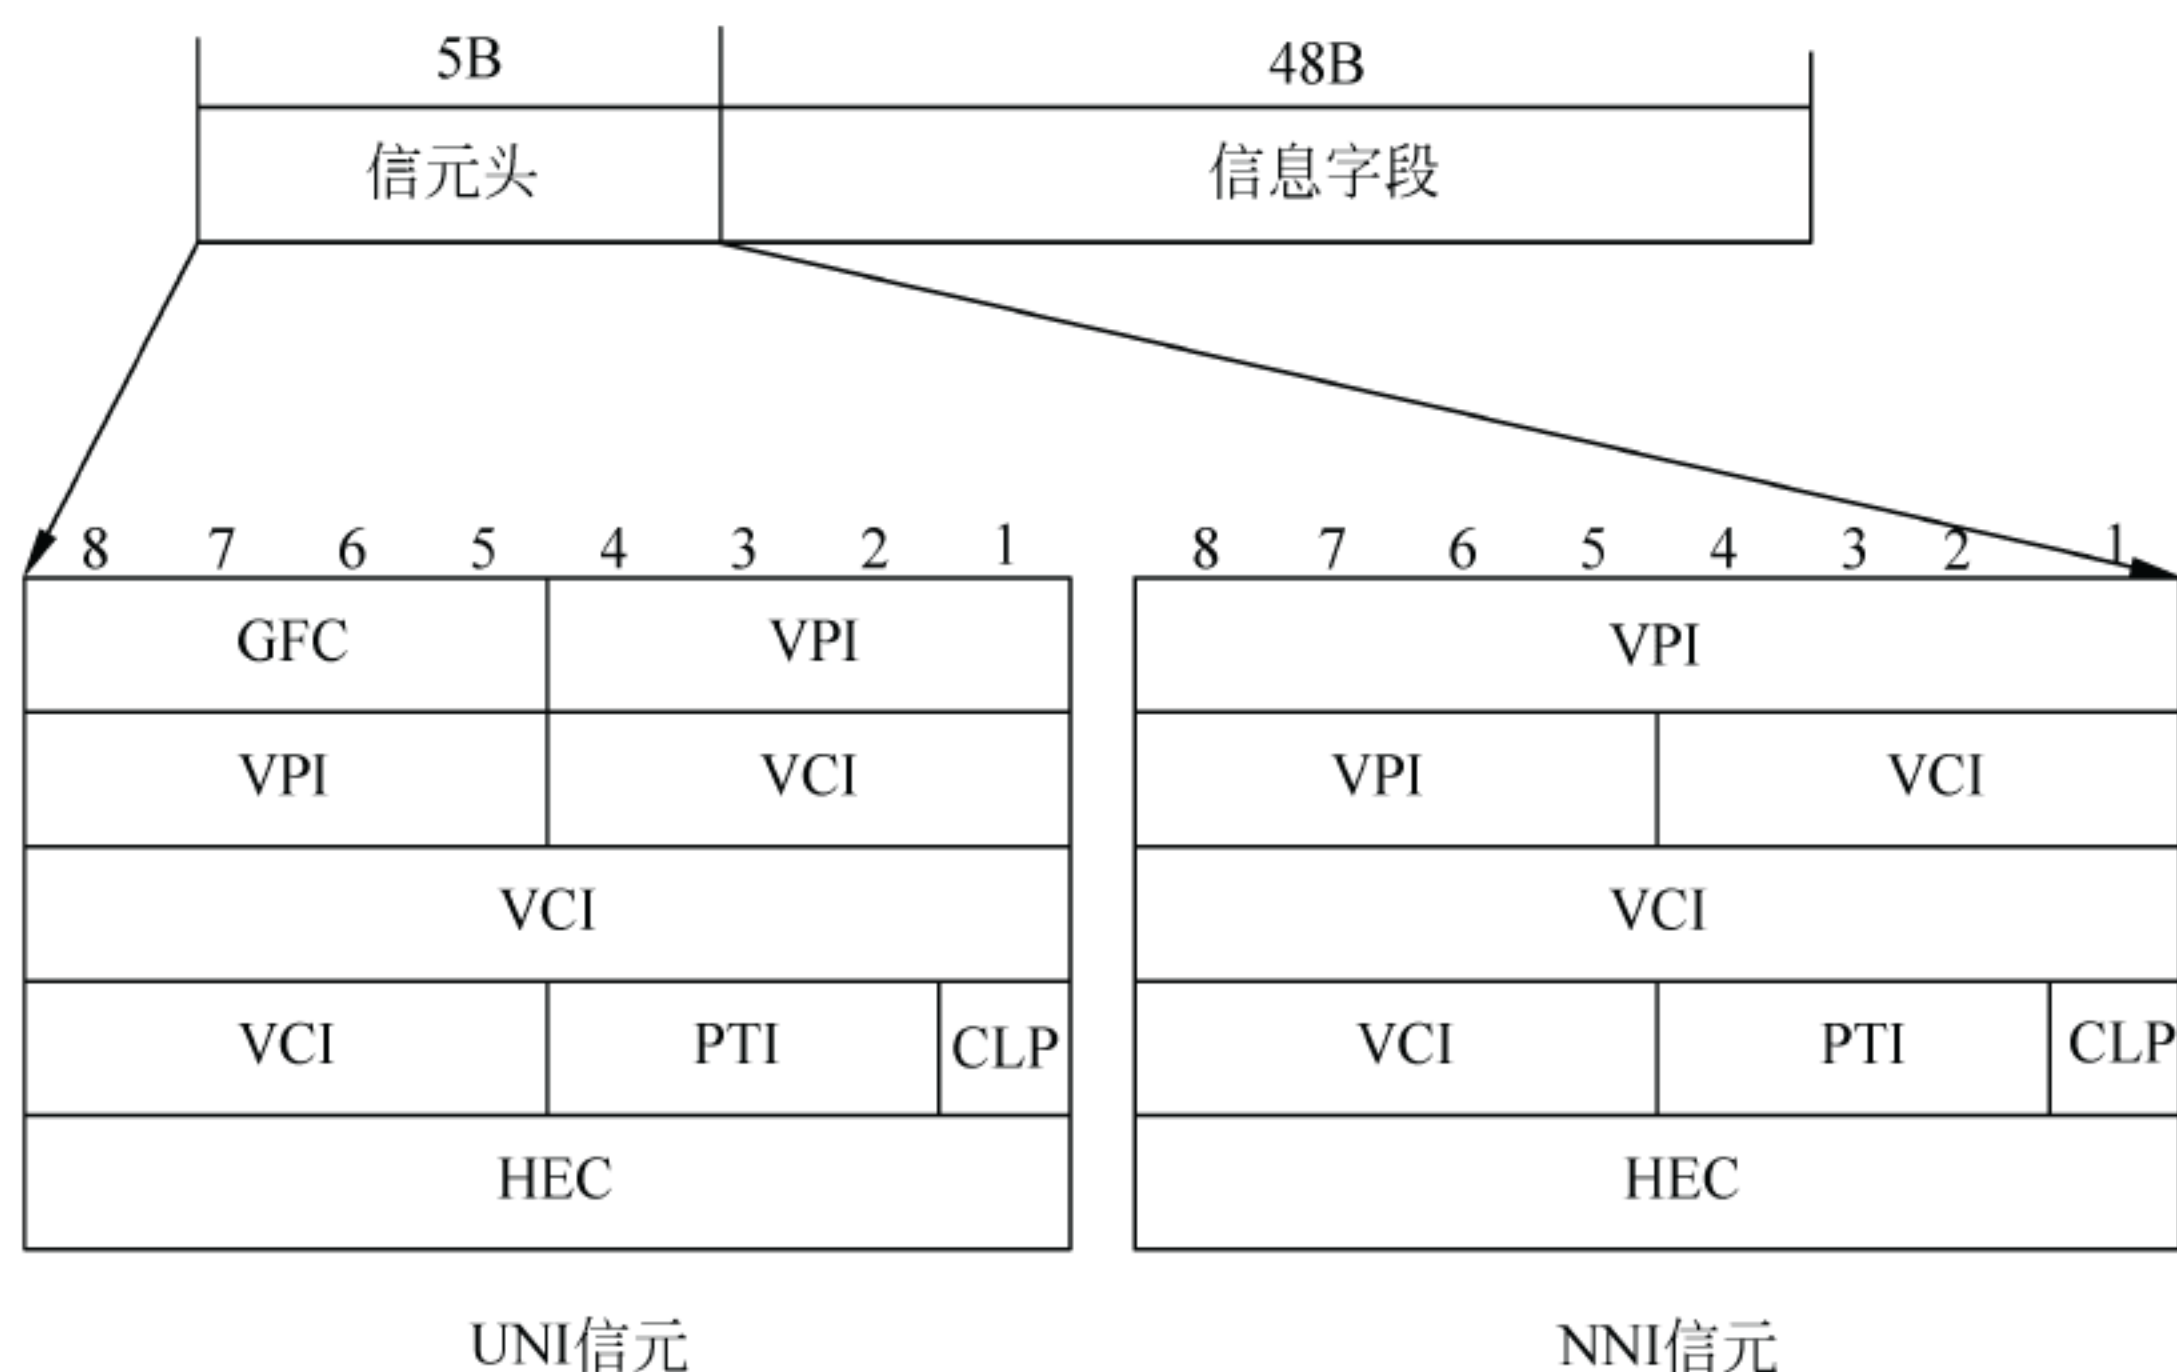 5B 48B
信元头 信息字段
8 7 6 5 4 3 2 1 8 7 6 5 4 3 2 1
GFC VPI VPI
VPI VCI VPI VCI
VCI VCI
VCI PTI CLP VCI PTI CLP
HEC HEC
UNI信元 NNI信元